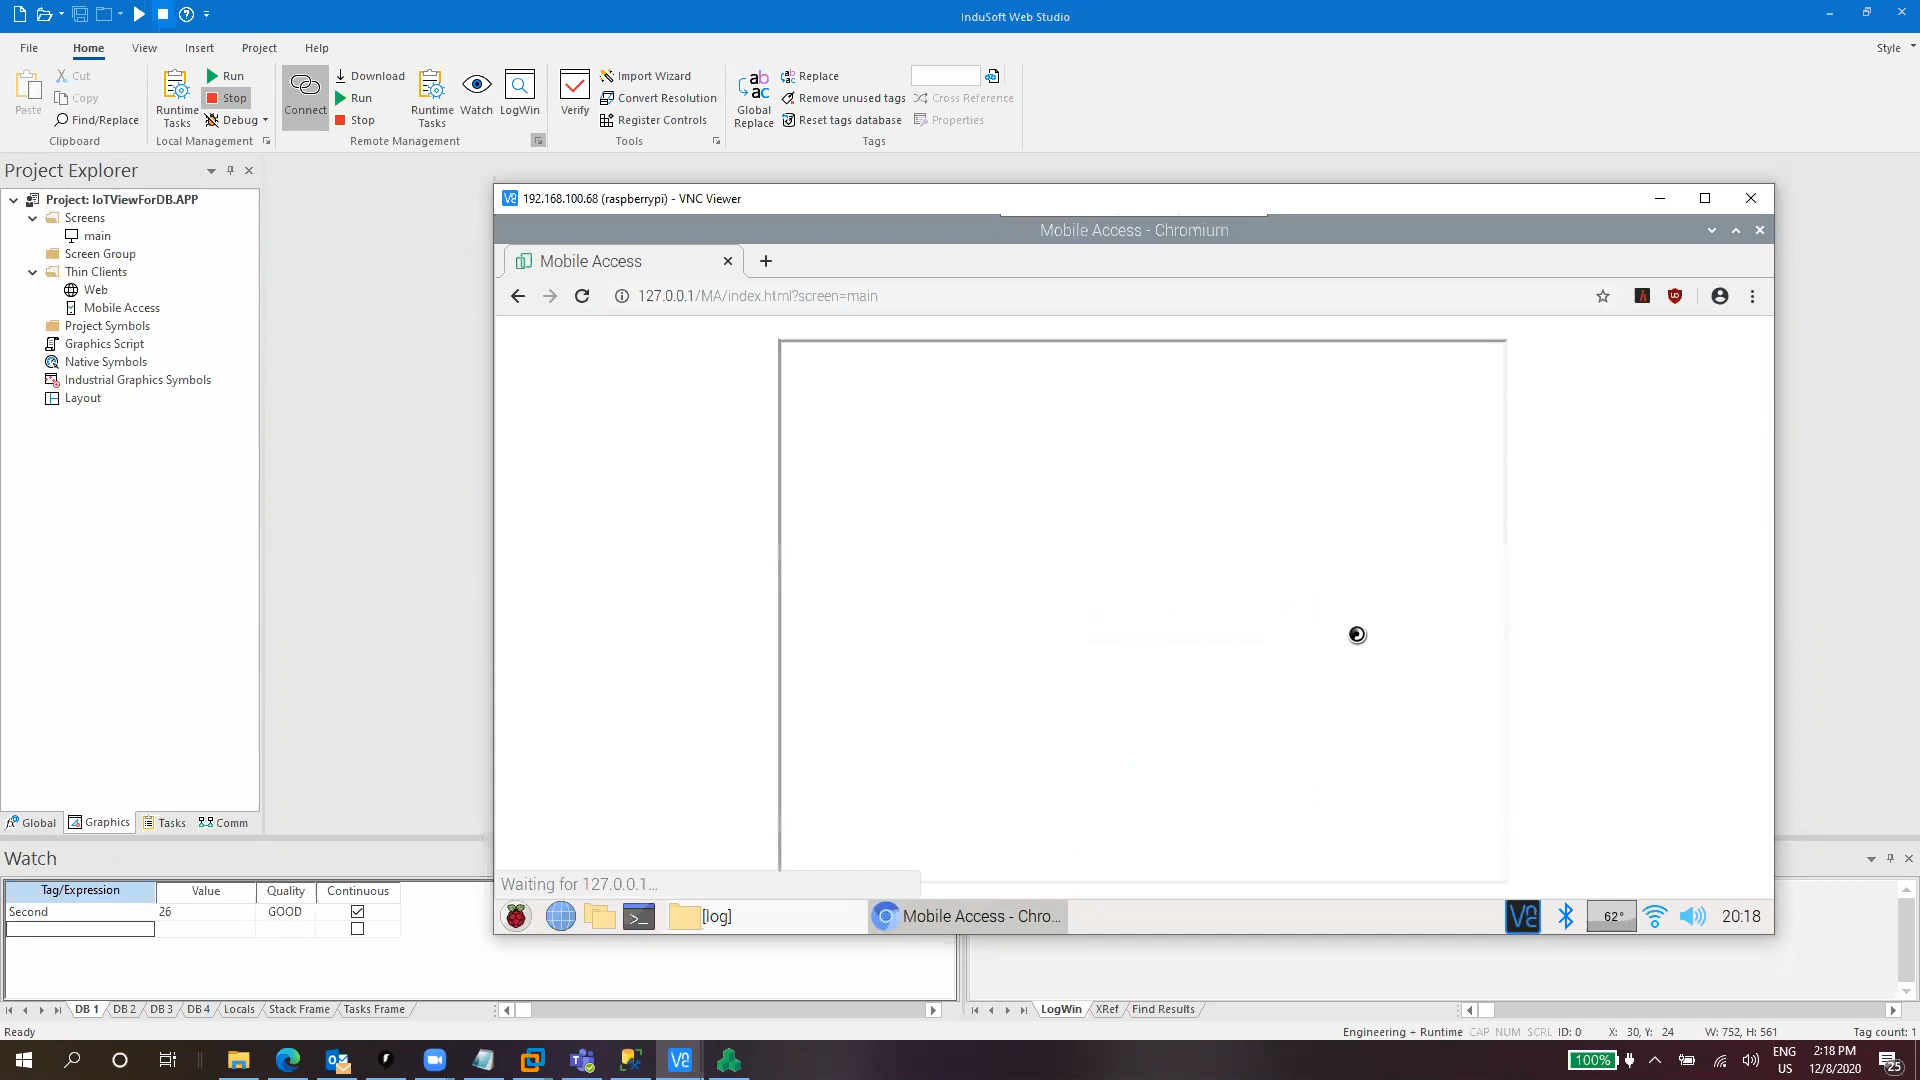 InduSoft Web Studio
File Home View Insert Project Help Style
Paste
Cut
Copy
Find/Replace
Clipboard
Runtime Tasks
Run
Stop
Debug
Local Management
Connect
Download
Run
Stop
Runtime Tasks
Watch
LogWin
Remote Management
Verify
Import Wizard
Convert Resolution
Register Controls
Tools
Global Replace
Replace
Remove unused tags
Reset tags database
Cross Reference
Properties
Tags
Project Explorer
Project: IoTViewForDB.APP
Screens
main
Screen Group
Thin Clients
Web
Mobile Access
Project Symbols
Graphics Script
Native Symbols
Industrial Graphics Symbols
Layout
Global Graphics Tasks Comm
192.168.100.68 (raspberrypi) - VNC Viewer
Mobile Access - Chromium
Mobile Access
127.0.0.1/MA/index.html?screen=main
Waiting for 127.0.0.1...
[log] Mobile Access - Chro... 62° 20:18
Watch
Tag/Expression Value Quality Continuous
Second 26 GOOD
DB 1 DB 2 DB 3 DB 4 Locals Stack Frame Tasks Frame
LogWin XRef Find Results
Ready
Engineering + Runtime CAP NUM SCRL ID: 0 X: 30, Y: 24 W: 752, H: 561 Tag count: 1
100% ENG US
2:18 PM
12/8/2020
25